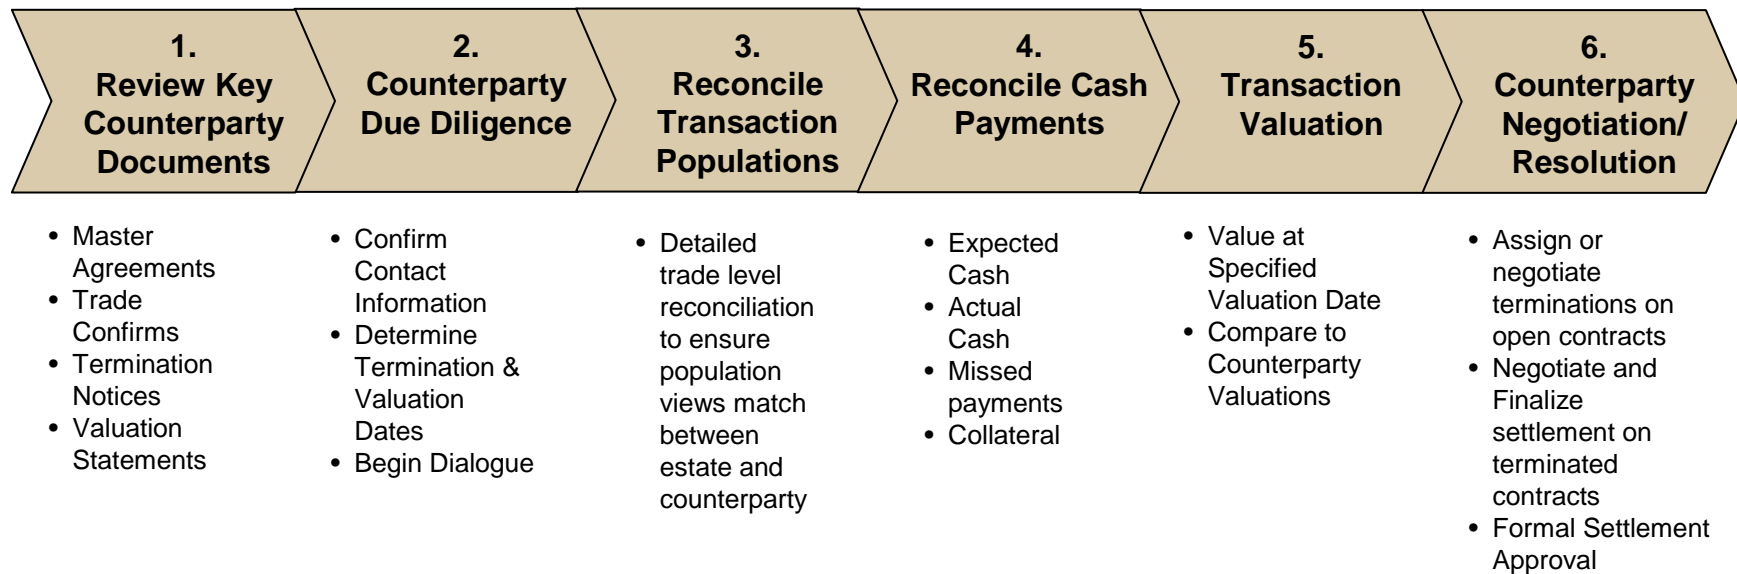 1.
Review Key
Counterparty
Documents
2.
Counterparty
Due Diligence
3.
Reconcile
Transaction
Populations
4.
Reconcile Cash
Payments
5.
Transaction
Valuation
6.
Counterparty
Negotiation/
Resolution
• Master
Agreements
• Trade
Confirms
• Termination
Notices
• Valuation
Statements
• Confirm
Contact
Information
• Determine
Termination &
Valuation
Dates
• Begin Dialogue
• Detailed
trade level
reconciliation
to ensure
population
views match
between
estate and
counterparty
• Expected
Cash
• Actual
Cash
• Missed
payments
• Collateral
• Value at
Specified
Valuation Date
• Compare to
Counterparty
Valuations
• Assign or
negotiate
terminations on
open contracts
• Negotiate and
Finalize
settlement on
terminated
contracts
• Formal Settlement
Approval